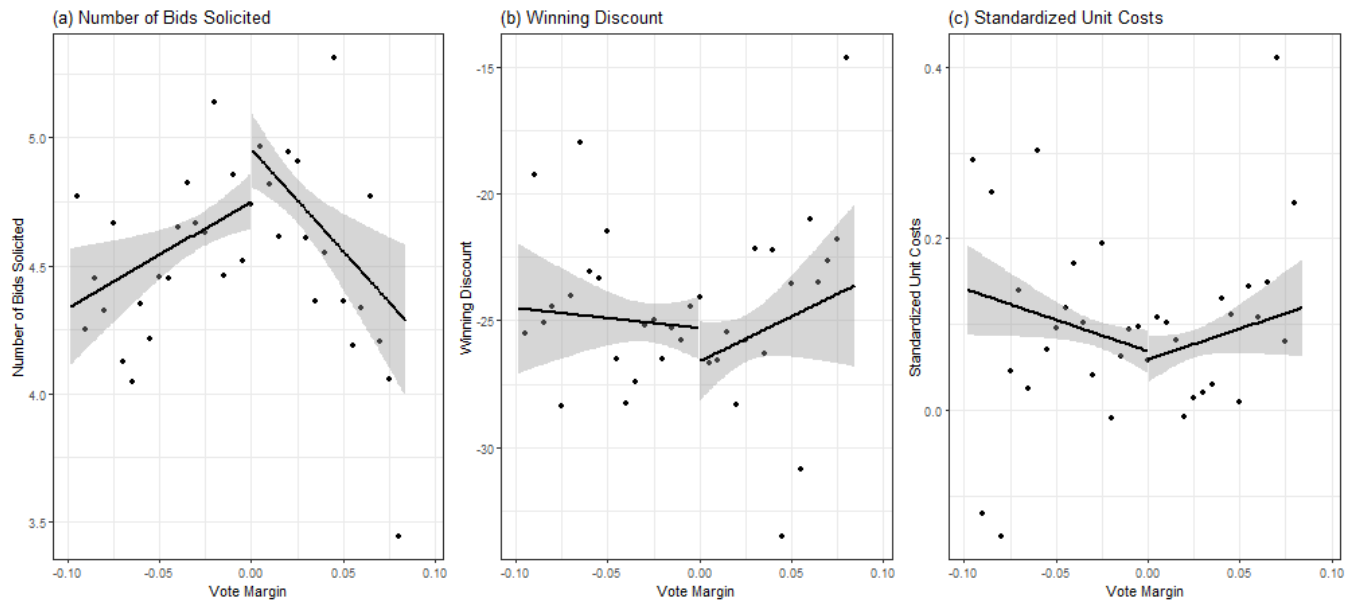 (a) Number of Bids Solicited
Number of Bids Solicited
5.0
4.5
4.0
3.5
-0.10 -0.05 0.00 0.05 0.10
Vote Margin
(b) Winning Discount
Winning Discount
-15
-20
-25
-30
-0.10 -0.05 0.00 0.05 0.10
Vote Margin
(c) Standardized Unit Costs
Standardized Unit Costs
0.4
0.2
0.0
-0.10 -0.05 0.00 0.05 0.10
Vote Margin